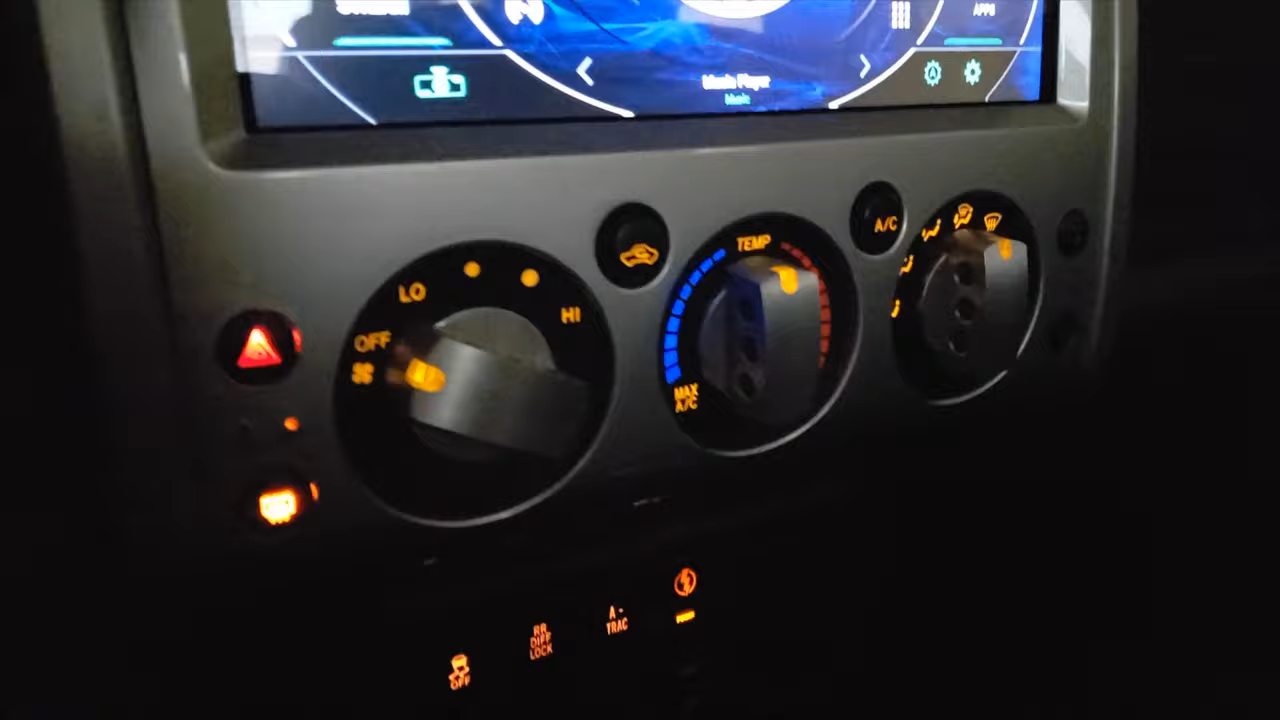 APPS
Music Player
Music
TEMP
A/C
LO
HI
OFF
MAX
A/C
A-
TRAC
RR
DIFF
LOCK
OFF